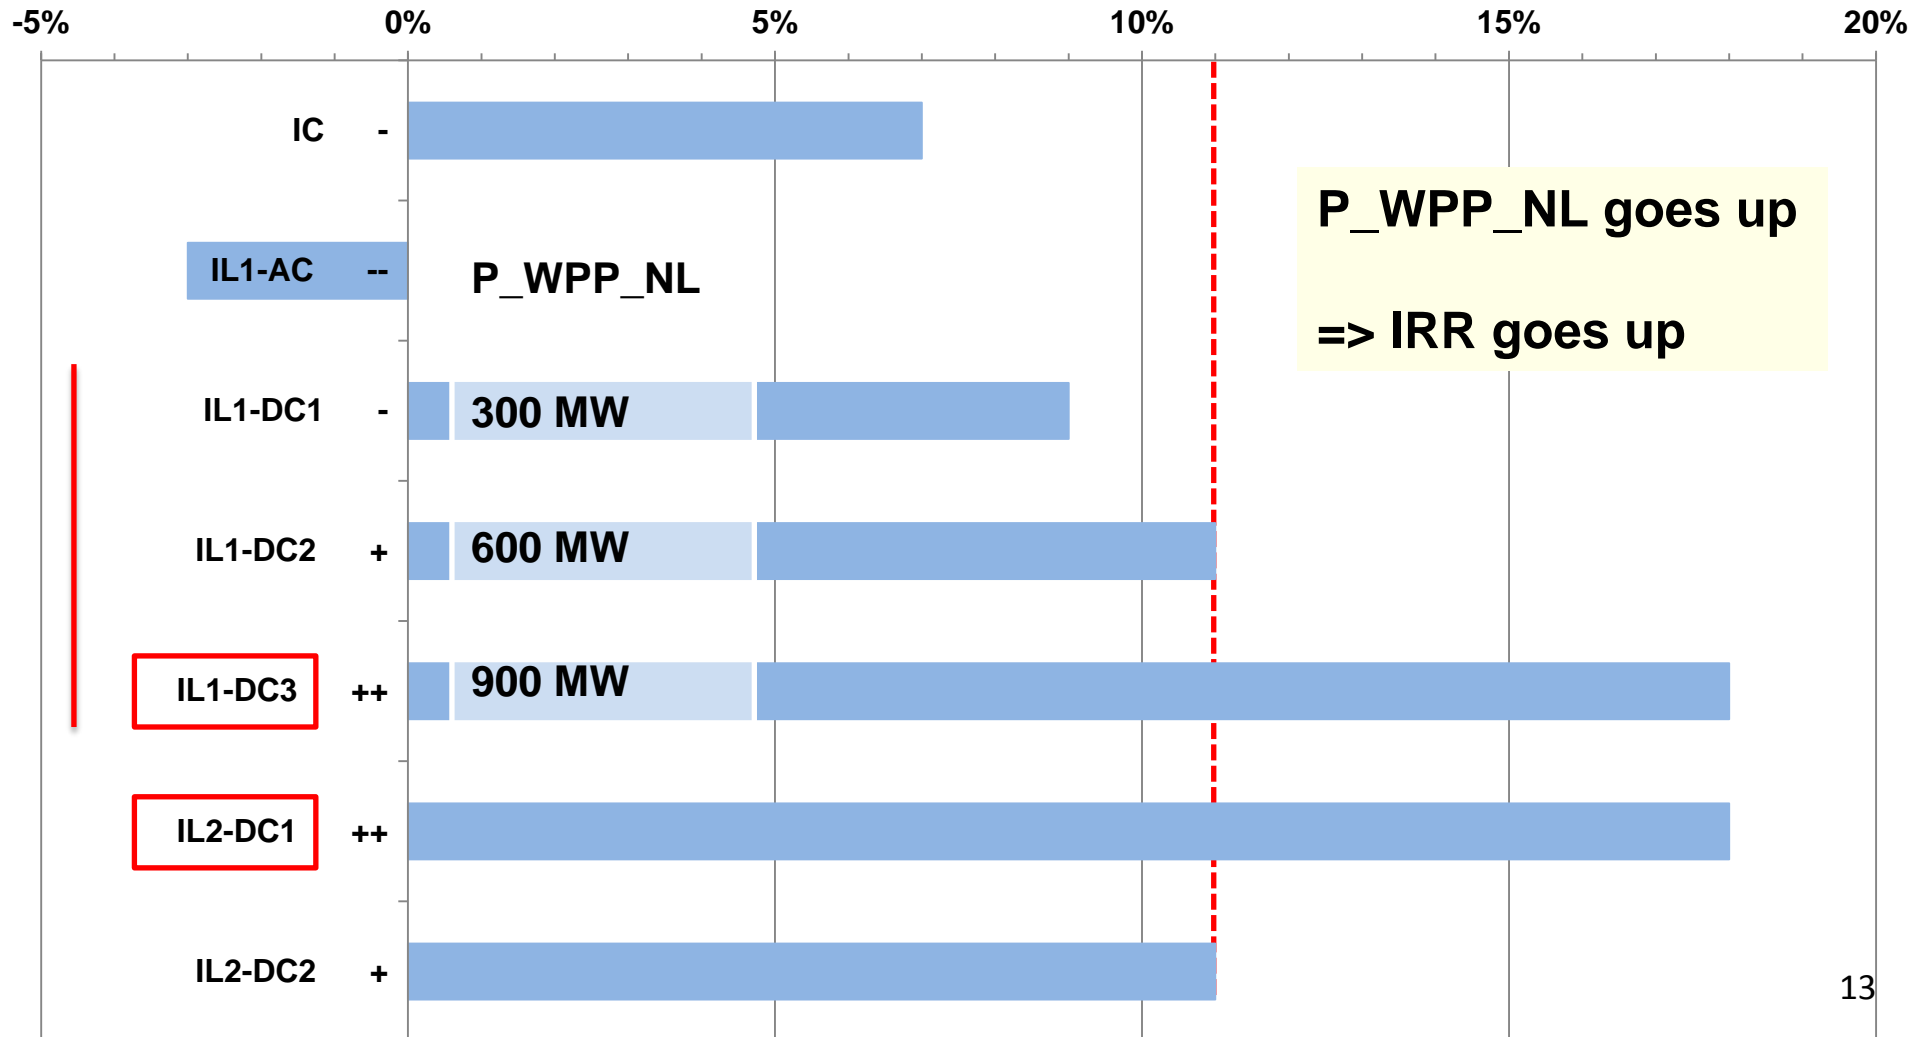 -5% 0% 5% 10% 15% 20%
IC -
P_WPP_NL goes up
IL1-AC -- P_WPP_NL
=> IRR goes up
IL1-DC1 - 300 MW
IL1-DC2 + 600 MW
IL1-DC3 ++ 900 MW
IL2-DC1 ++
IL2-DC2 +
13